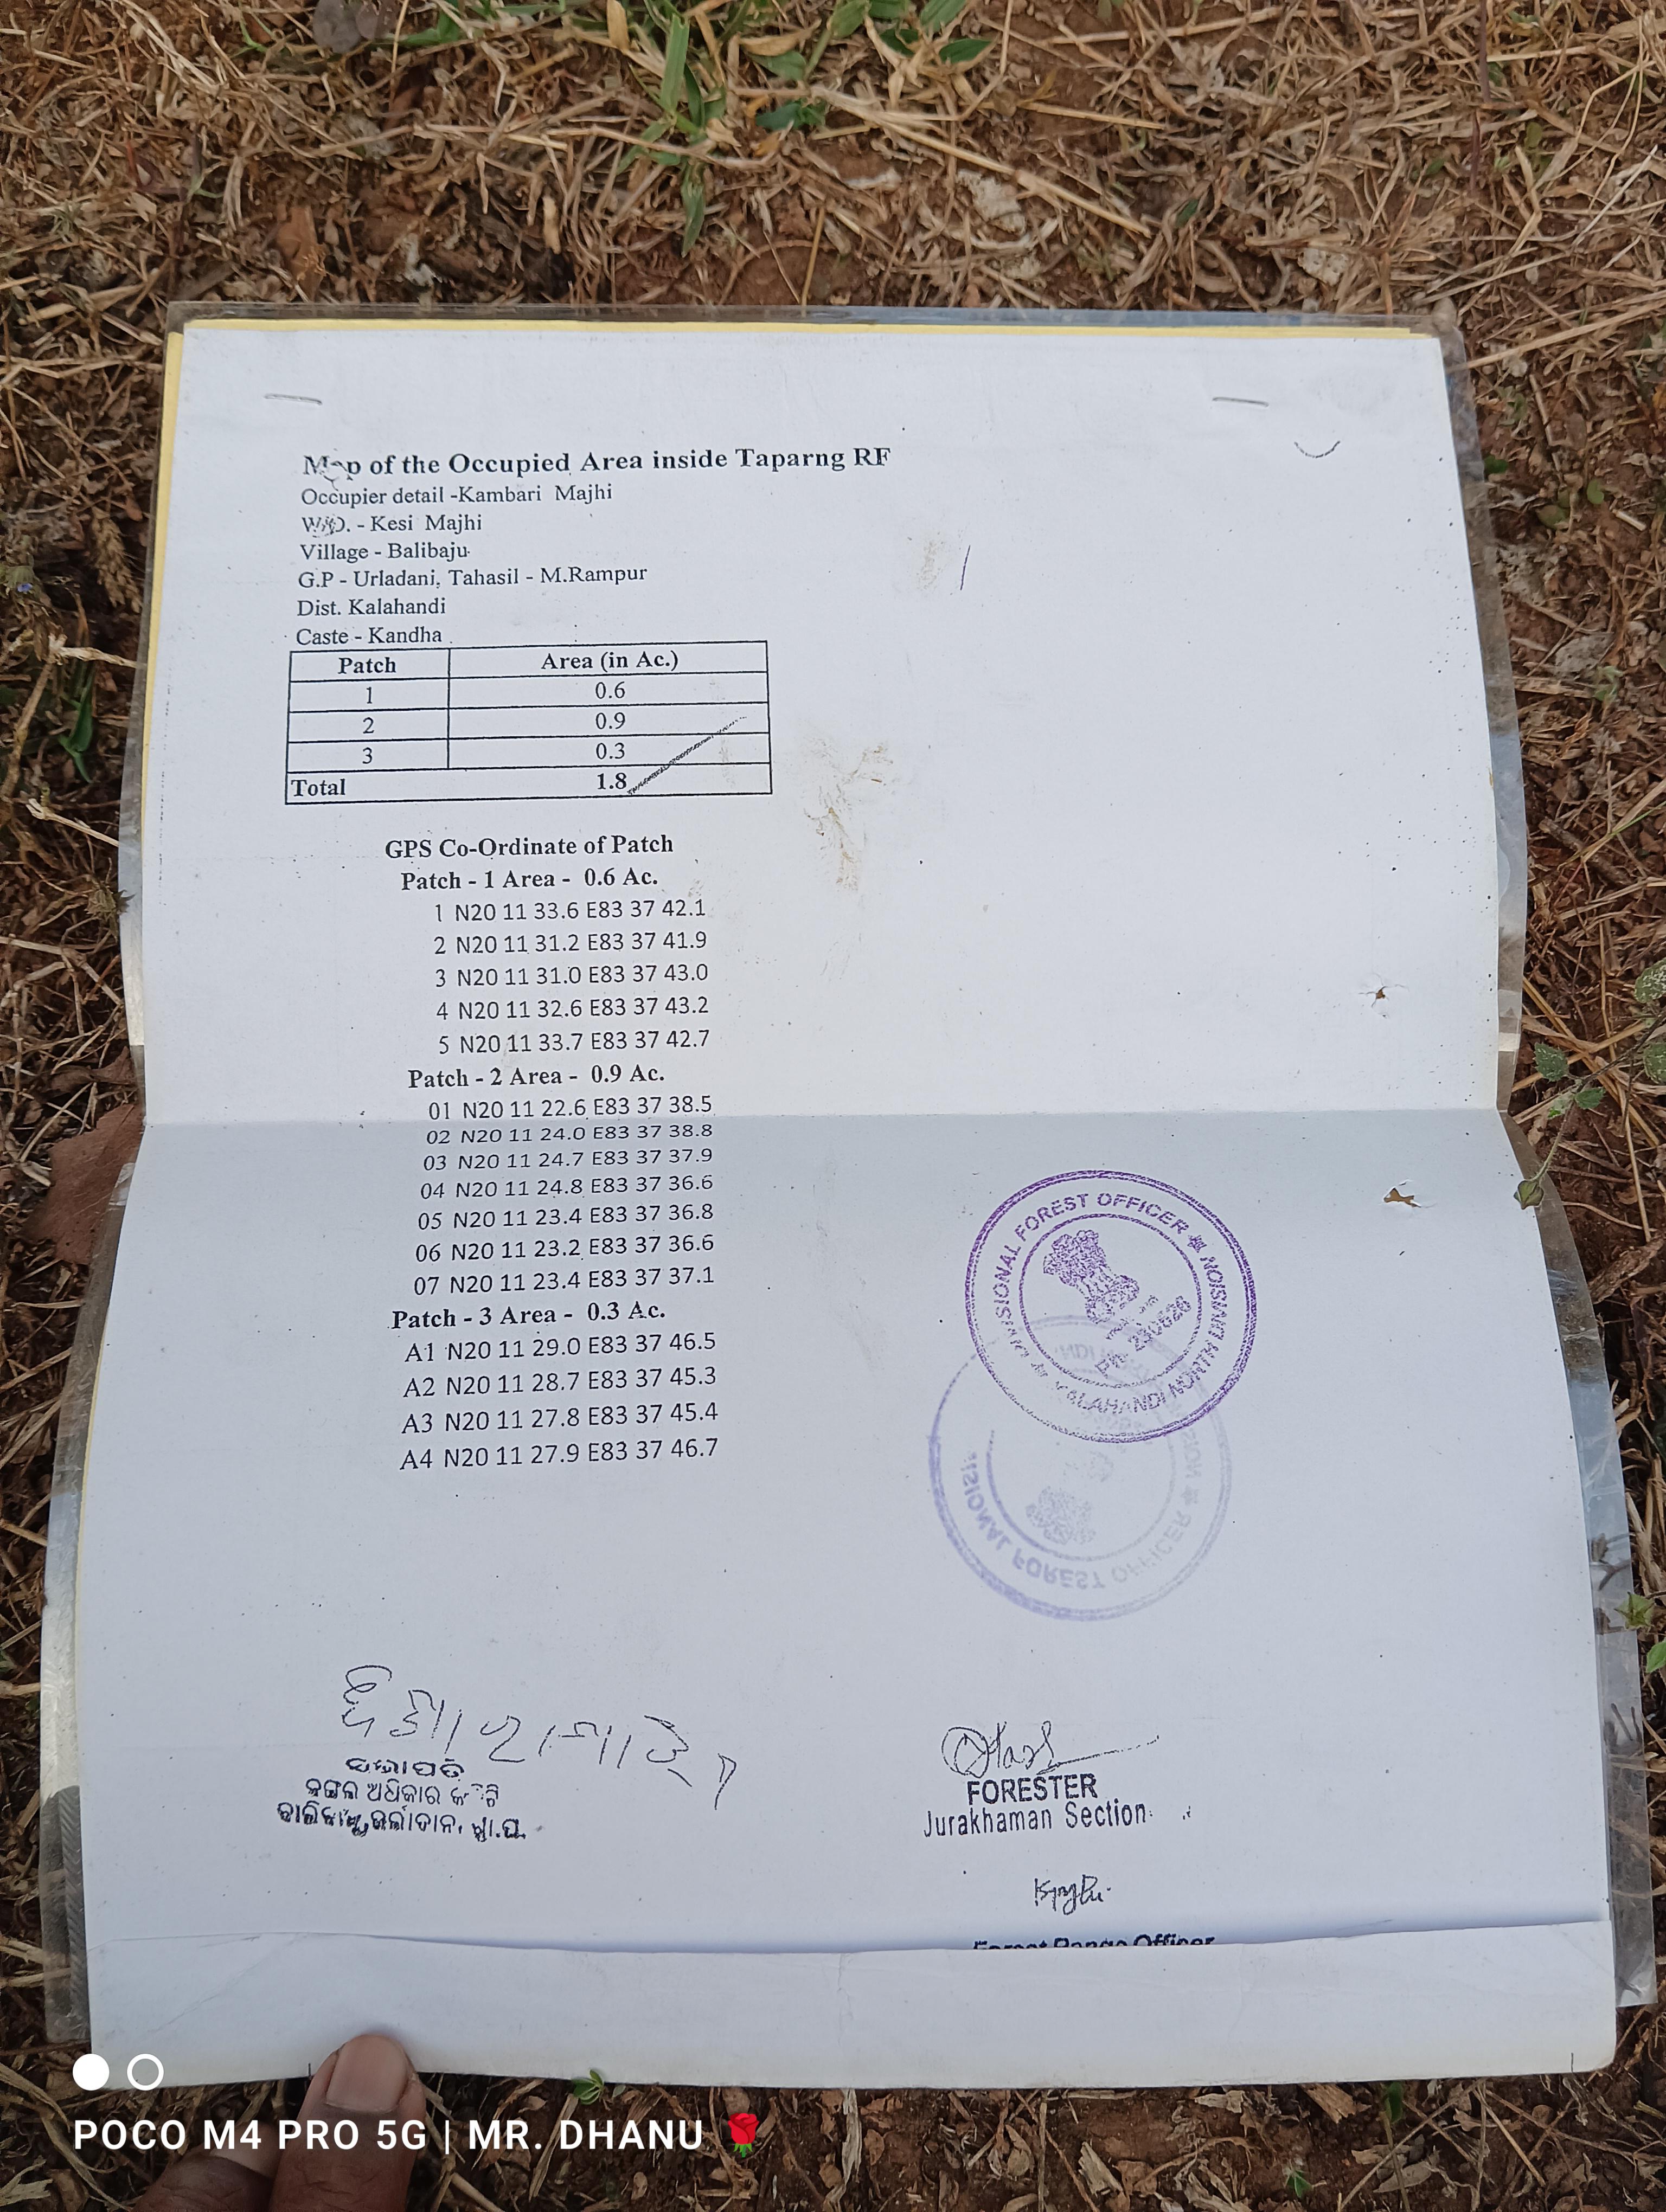 Map of the Occupied Area inside Taparng RF
Occupier detail -Kambari Majhi
W/O. - Kesi Majhi
Village - Balibaju
G.P - Urladani, Tahasil - M.Rampur
Dist. Kalahandi
Caste - Kandha
Patch Area (in Ac.)
1 0.6
2 0.9
3 0.3
Total 1.8
GPS Co-Ordinate of Patch
Patch - 1 Area - 0.6 Ac.
1 N20 11 33.6 E83 37 42.1
2 N20 11 31.2 E83 37 41.9
3 N20 11 31.0 E83 37 43.0
4 N20 11 32.6 E83 37 43.2
5 N20 11 33.7 E83 37 42.7
Patch - 2 Area - 0.9 Ac.
01 N20 11 22.6 E83 37 38.5
02 N20 11 24.0 E83 37 38.8
03 N20 11 24.7 E83 37 37.9
04 N20 11 24.8 E83 37 36.6
05 N20 11 23.4 E83 37 36.8
06 N20 11 23.2 E83 37 36.6
07 N20 11 23.4 E83 37 37.1
Patch - 3 Area - 0.3 Ac.
A1 N20 11 29.0 E83 37 46.5
A2 N20 11 28.7 E83 37 45.3
A3 N20 11 27.8 E83 37 45.4
A4 N20 11 27.9 E83 37 46.7
DIVISIONAL FOREST OFFICER
KALAHANDI NORTH DIVISION
ସଭାପତି
ଜଙ୍ଗଲ ଅଧିକାର କମିଟି
FORESTER
Jurakhaman Section
Forest Range Officer
POCO M4 PRO 5G | MR. DHANU 🌹